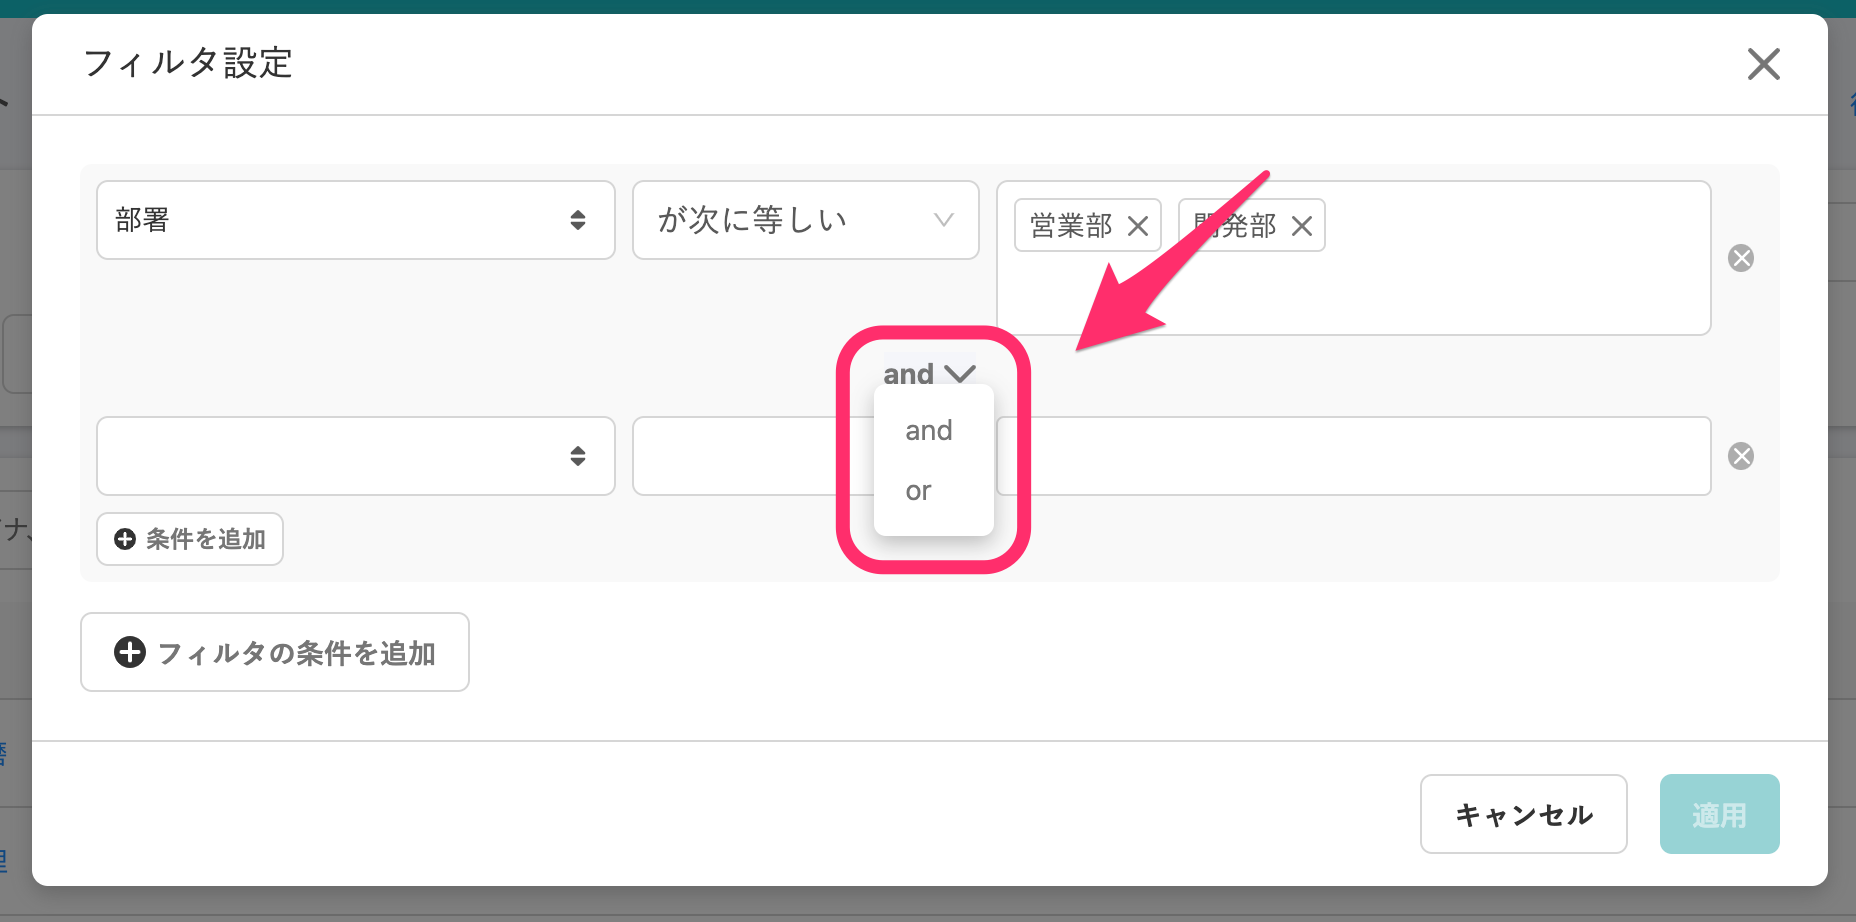 フィルタ設定
部署
が次に等しい
営業部
発部
and
and
or
条件を追加
フィルタの条件を追加
キャンセル
適用